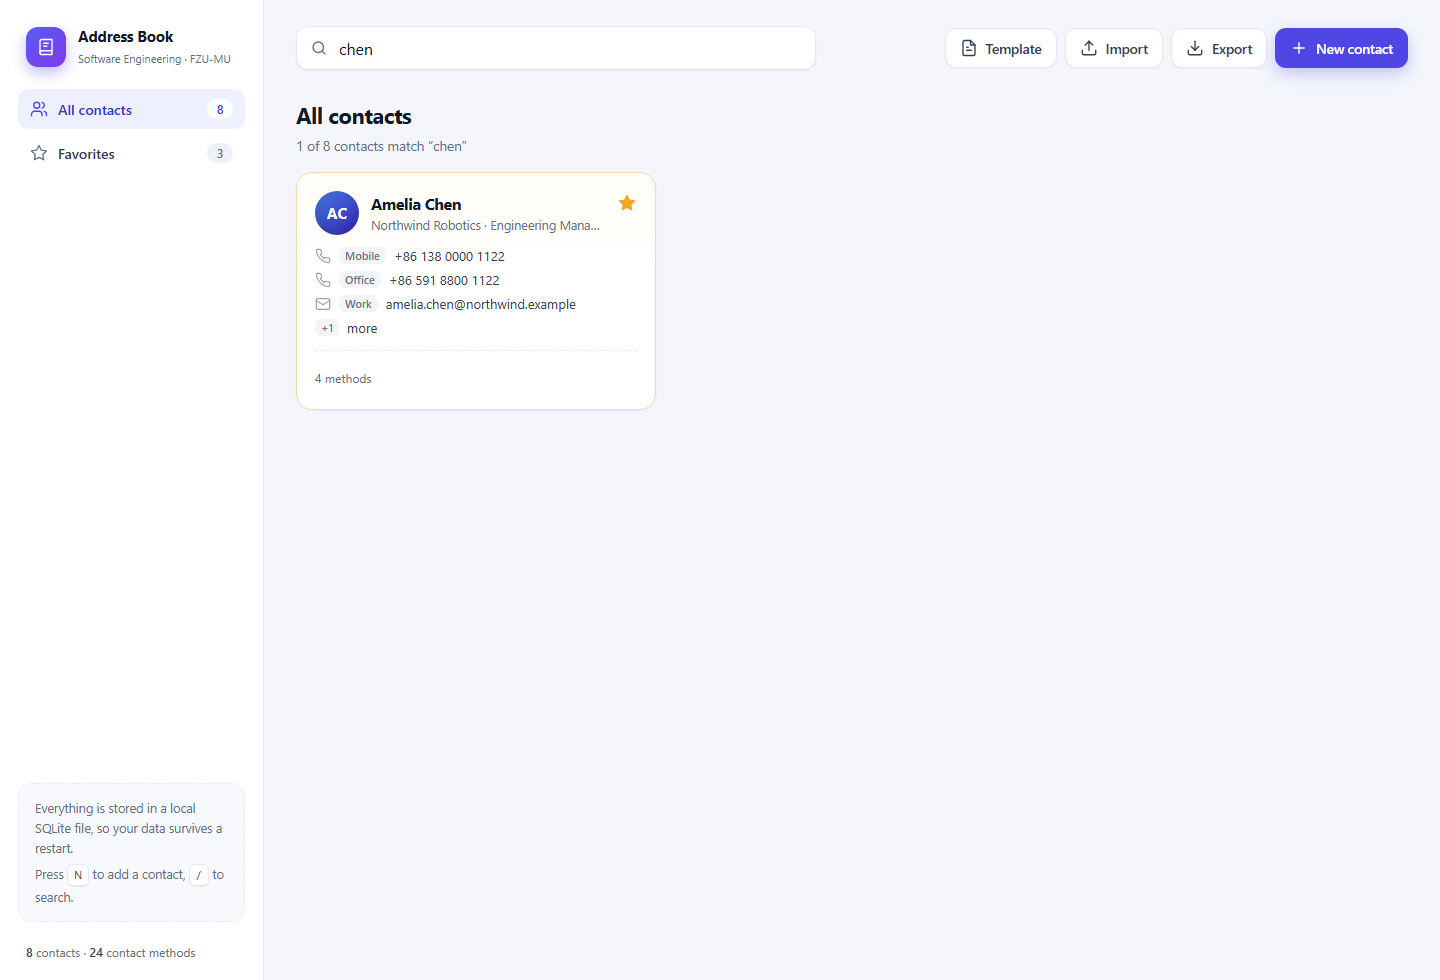 Address Book
Software Engineering · FZU-MU
All contacts 8
Favorites 3
Everything is stored in a local
SQLite file, so your data survives a
restart.
Press N to add a contact, / to
search.
8 contacts · 24 contact methods
chen
Template
Import
Export
New contact
All contacts
1 of 8 contacts match “chen”
AC
Amelia Chen
Northwind Robotics · Engineering Mana...
Mobile +86 138 0000 1122
Office +86 591 8800 1122
Work amelia.chen@northwind.example
+1 more
4 methods